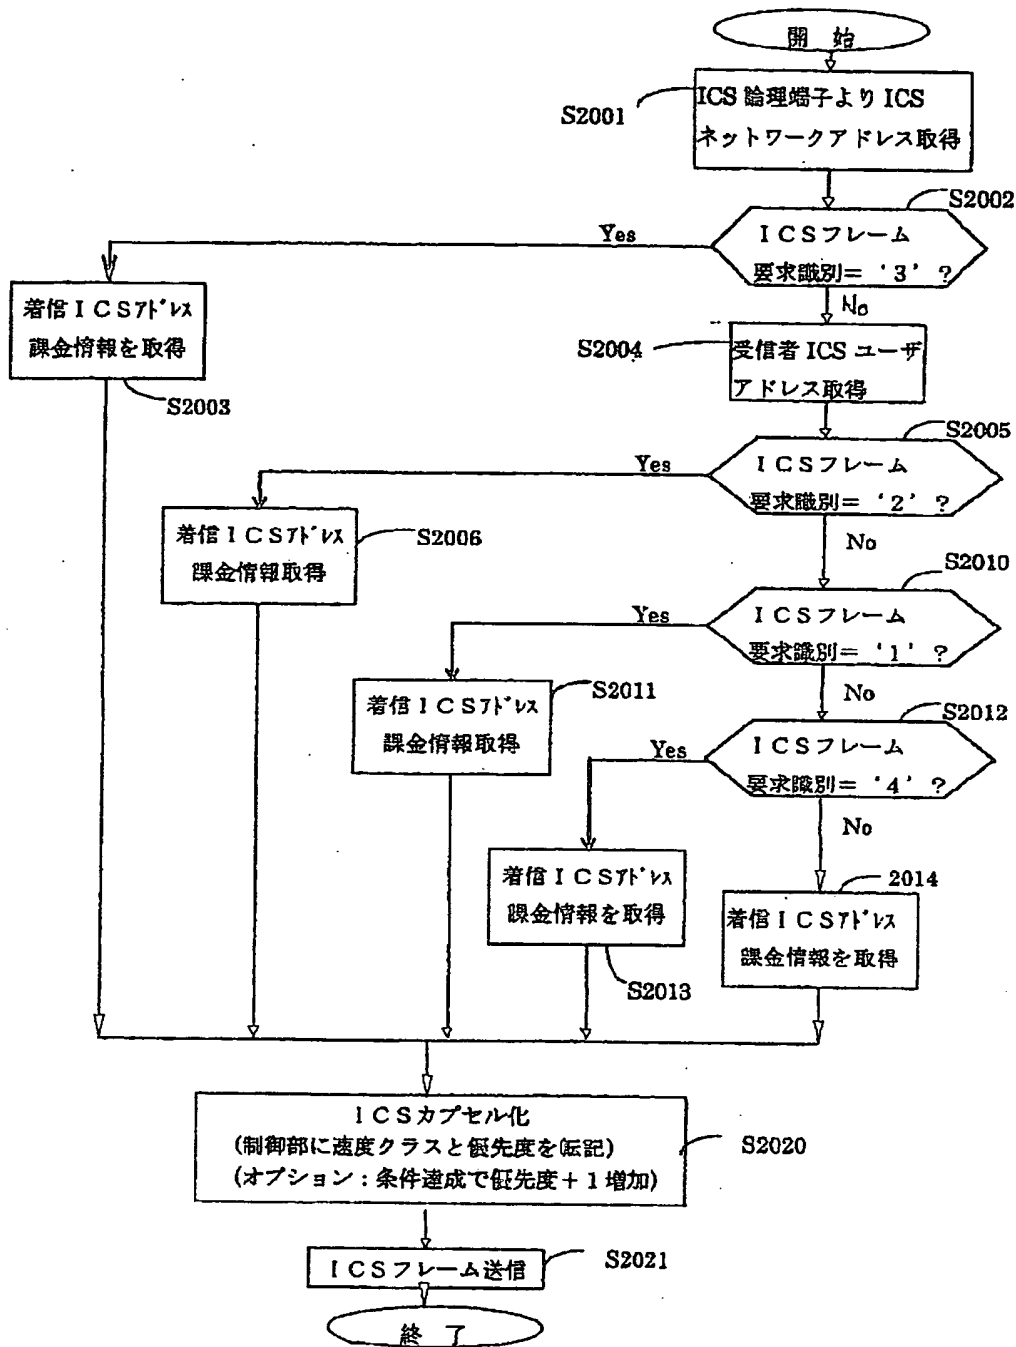 開 始
ICS 論理端子より ICS
ネットワークアドレス取得
S2001
S2002
ICSフレーム
要求識別= '3' ?
Yes
No
着信ICSアドレス
課金情報を取得
S2003
S2004
受信者 ICS ユーザ
アドレス取得
S2005
ICSフレーム
要求識別= '2' ?
Yes
No
着信ICSアドレス
課金情報取得
S2006
S2010
ICSフレーム
要求識別= '1' ?
Yes
No
着信ICSアドレス
課金情報取得
S2011
S2012
ICSフレーム
要求識別= '4' ?
Yes
No
着信ICSアドレス
課金情報を取得
S2013
2014
着信ICSアドレス
課金情報を取得
ICSカプセル化
(制御部に速度クラスと優先度を転記)
(オプション:条件達成で優先度+1増加)
S2020
ICSフレーム送信
S2021
終 了